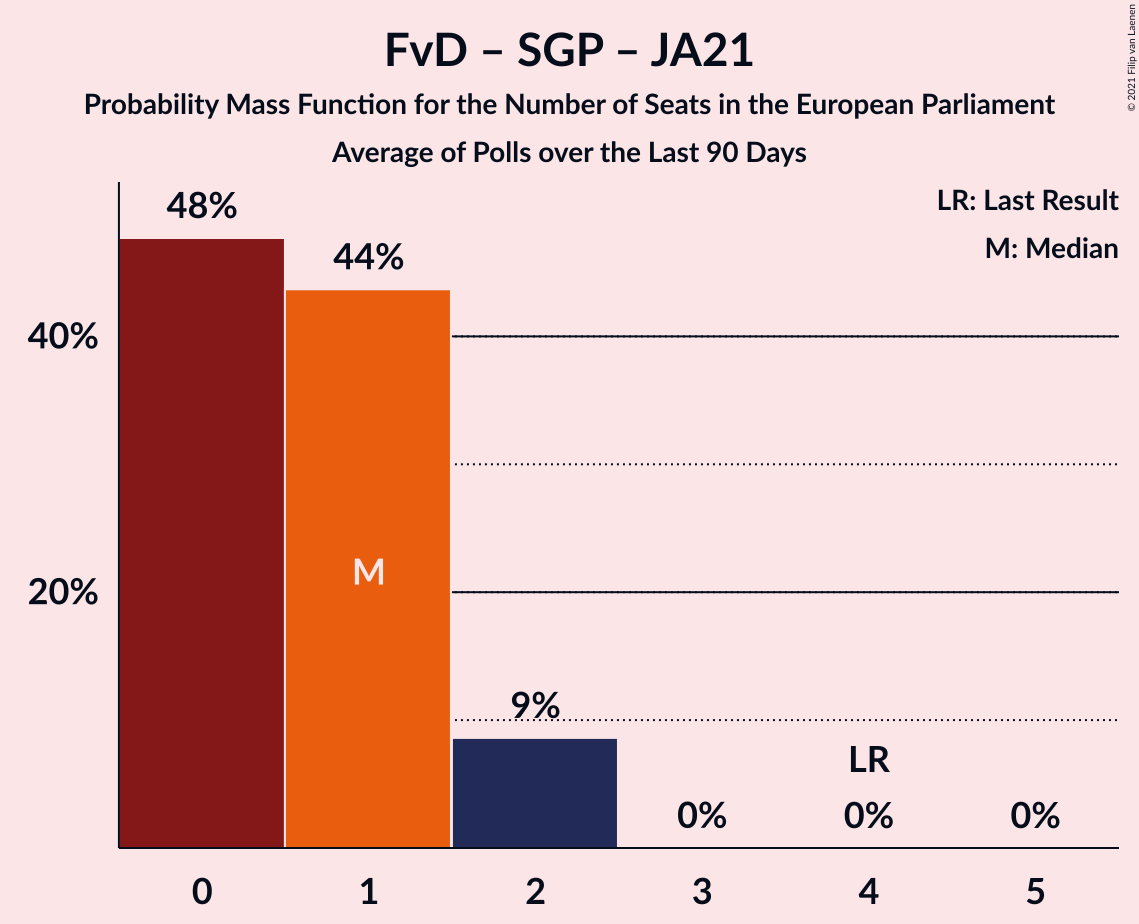 FvD – SGP – JA21
Probability Mass Function for the Number of Seats in the European Parliament
Average of Polls over the Last 90 Days
© 2021 Filip van Laenen
LR: Last Result
M: Median
48%
44%
40%
M
20%
9%
LR
0%
0%
0%
0
1
2
3
4
5